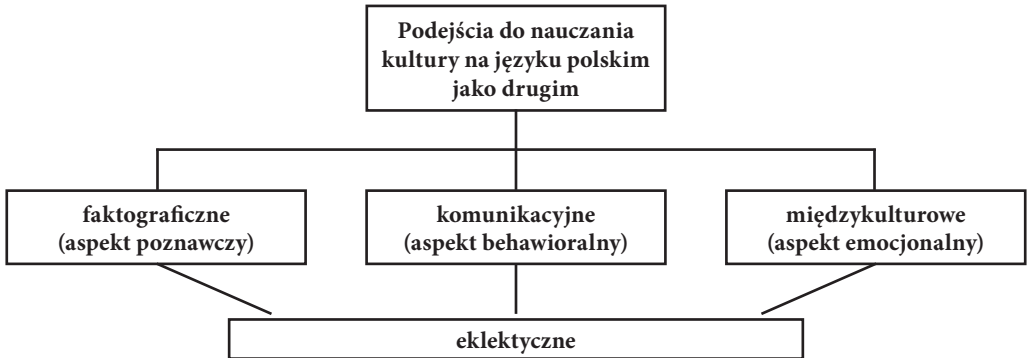 Podejścia do nauczania
kultury na języku polskim
jako drugim
faktograficzne
(aspekt poznawczy)
komunikacyjne
(aspekt behawioralny)
międzykulturowe
(aspekt emocjonalny)
eklektyczne